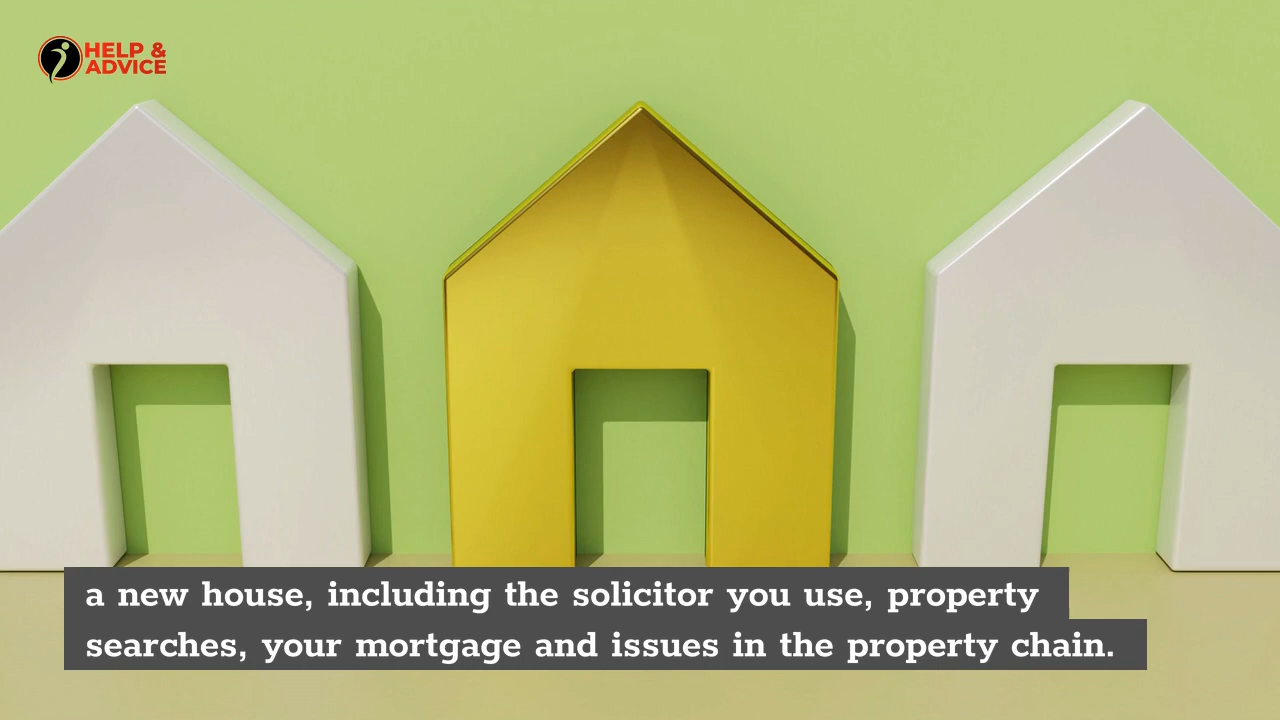 HELP &
ADVICE
a new house, including the solicitor you use, property
searches, your mortgage and issues in the property chain.